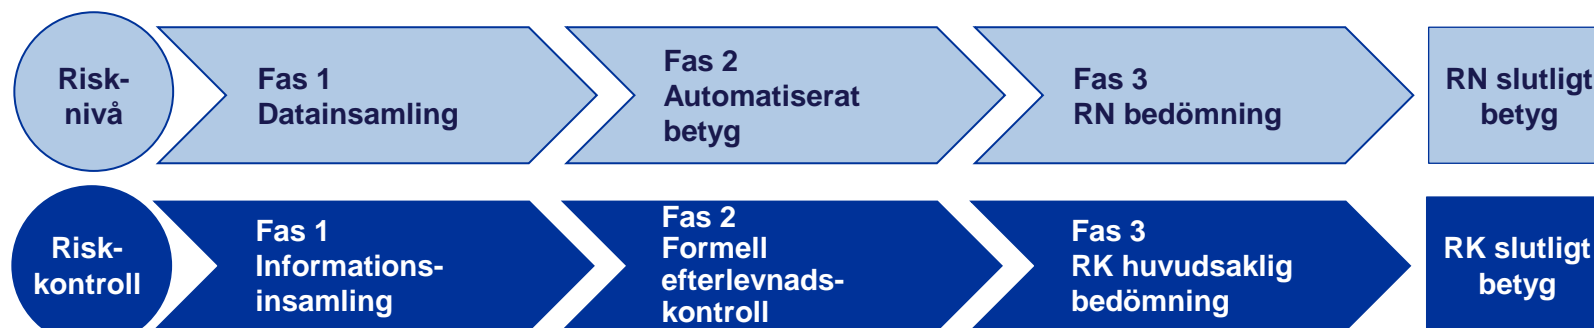 Risk-
nivå
Fas 1
Datainsamling
Fas 2
Automatiserat
betyg
Fas 3
RN bedömning
RN slutligt
betyg
Risk-
kontroll
Fas 1
Informations-
insamling
Fas 2
Formell
efterlevnads-
kontroll
Fas 3
RK huvudsaklig
bedömning
RK slutligt
betyg